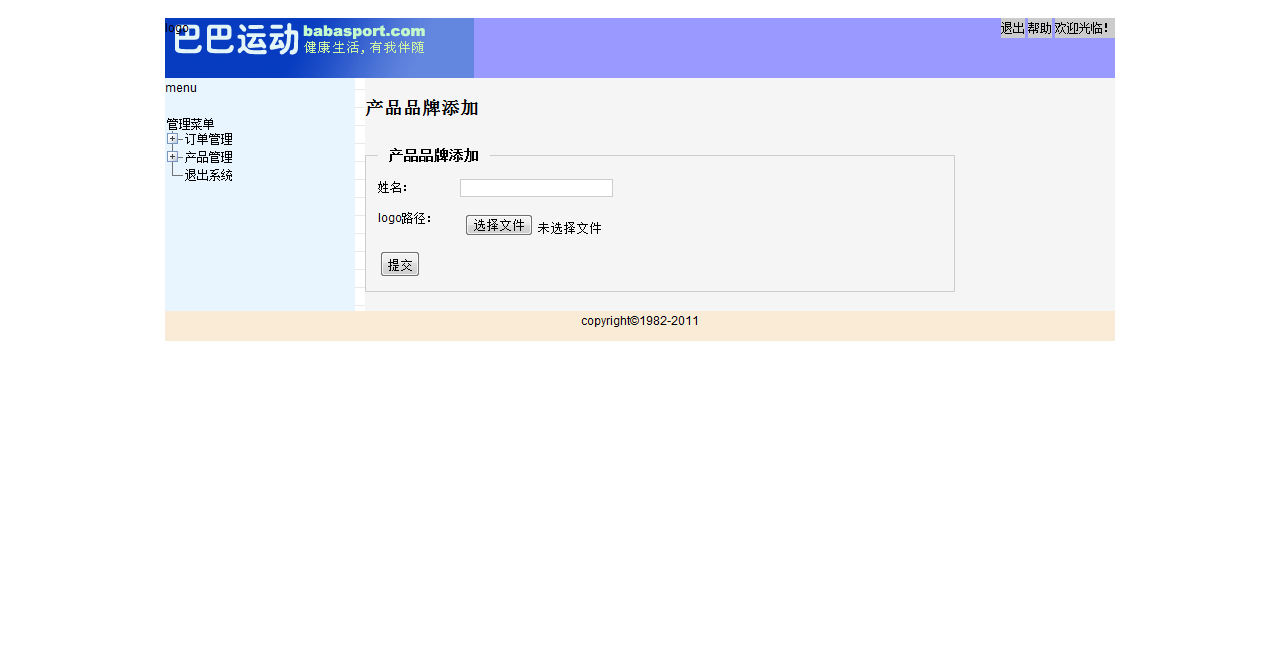 logo
巴巴运动 babasport.com
健康生活,有我伴随
退出 帮助 欢迎光临!
menu
管理菜单
订单管理
产品管理
退出系统
产品品牌添加
产品品牌添加
姓名:
logo路径: 选择文件 未选择文件
提交
copyright©1982-2011